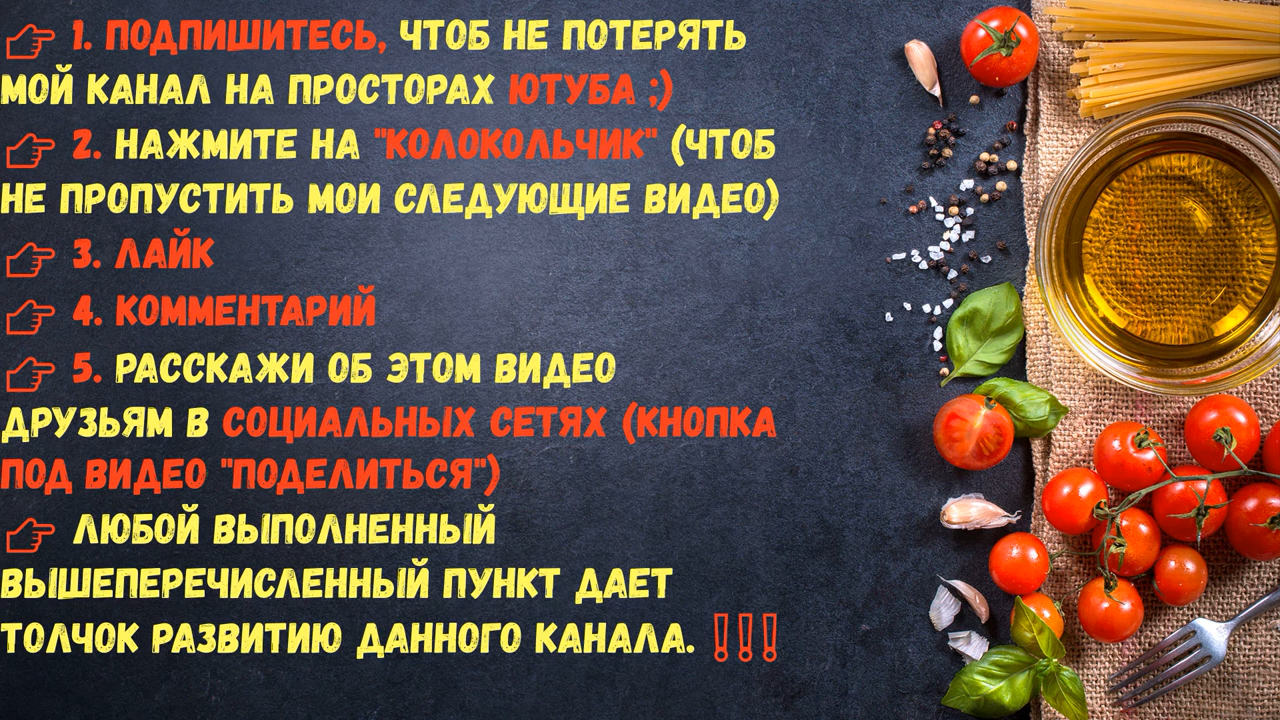 👉 1. ПОДПИШИТЕСЬ, ЧТОБ НЕ ПОТЕРЯТЬ
МОЙ КАНАЛ НА ПРОСТОРАХ ЮТУБА ;)
👉 2. НАЖМИТЕ НА "КОЛОКОЛЬЧИК" (ЧТОБ
НЕ ПРОПУСТИТЬ МОИ СЛЕДУЮЩИЕ ВИДЕО)
👉 3. ЛАЙК
👉 4. КОММЕНТАРИЙ
👉 5. РАССКАЖИ ОБ ЭТОМ ВИДЕО
ДРУЗЬЯМ В СОЦИАЛЬНЫХ СЕТЯХ (КНОПКА
ПОД ВИДЕО "ПОДЕЛИТЬСЯ")
👉 ЛЮБОЙ ВЫПОЛНЕННЫЙ
ВЫШЕПЕРЕЧИСЛЕННЫЙ ПУНКТ ДАЕТ
ТОЛЧОК РАЗВИТИЮ ДАННОГО КАНАЛА. !!!